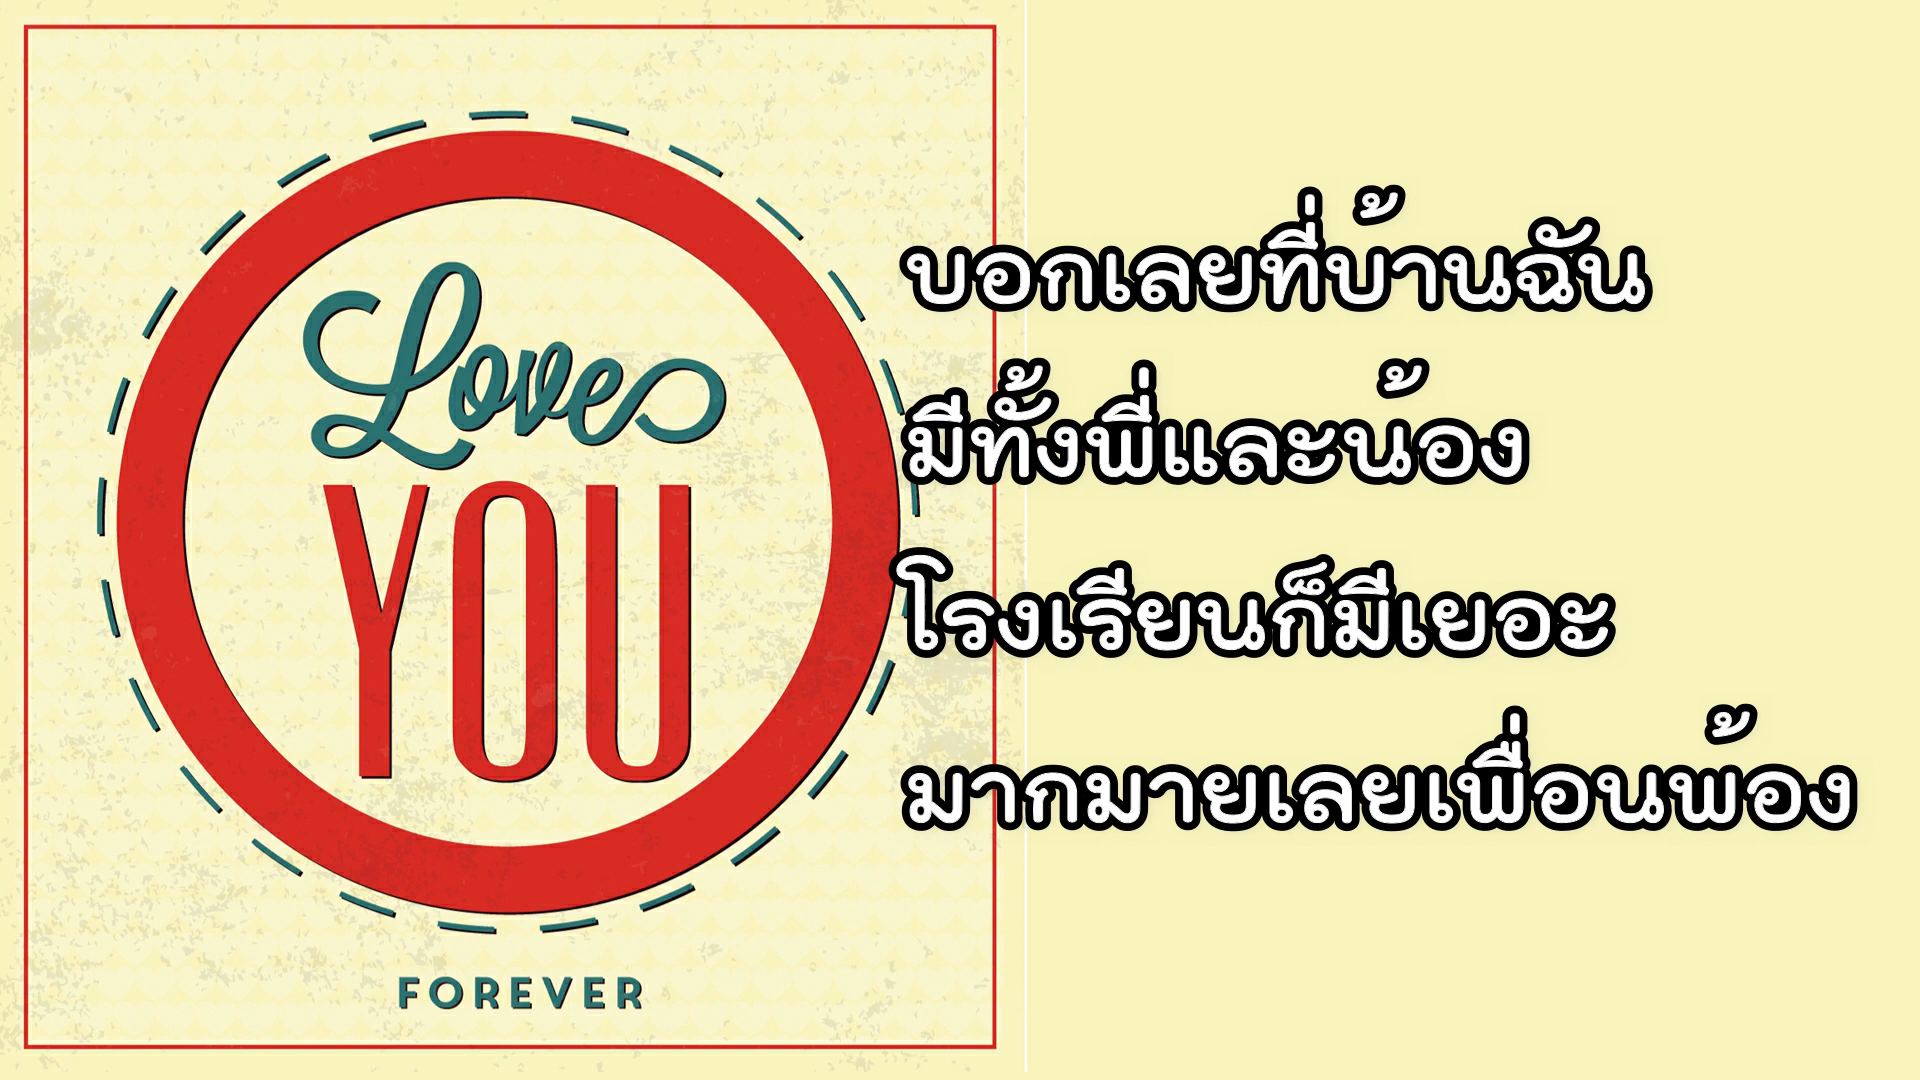 Love
YOU
FOREVER
บอกเลยที่บ้านฉัน
มีทั้งพี่และน้อง
โรงเรียนก็มีเยอะ
มากมายเลยเพื่อนพ้อง